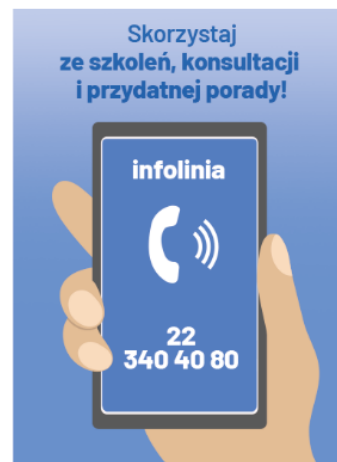 Skorzystaj
ze szkoleń, konsultacji
i przydatnej porady!
infolinia
22
340 40 80